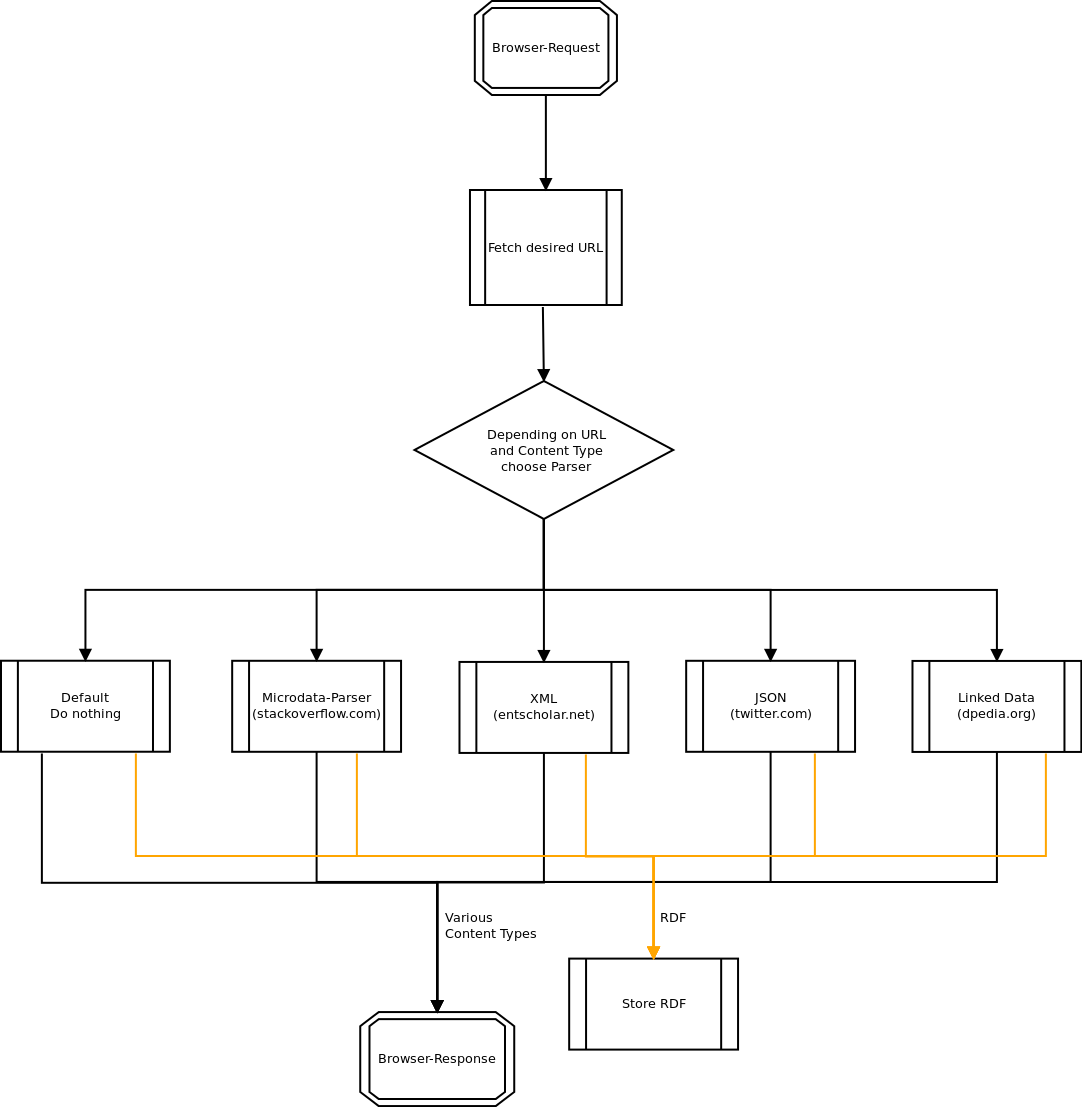 Browser-Request
Fetch desired URL
Depending on URL
and Content Type
choose Parser
Default
Do nothing
Microdata-Parser
(stackoverflow.com)
XML
(entscholar.net)
JSON
(twitter.com)
Linked Data
(dpedia.org)
Various
Content Types
RDF
Store RDF
Browser-Response